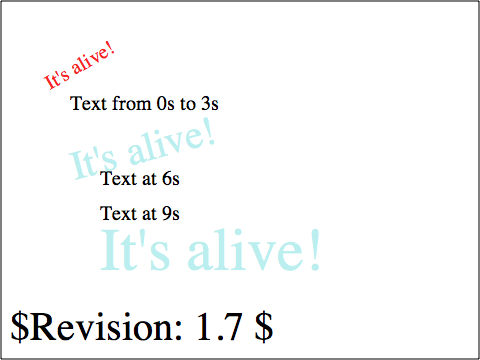 It's alive!
Text from 0s to 3s
It's alive!
Text at 6s
Text at 9s
It's alive!
$Revision: 1.7 $